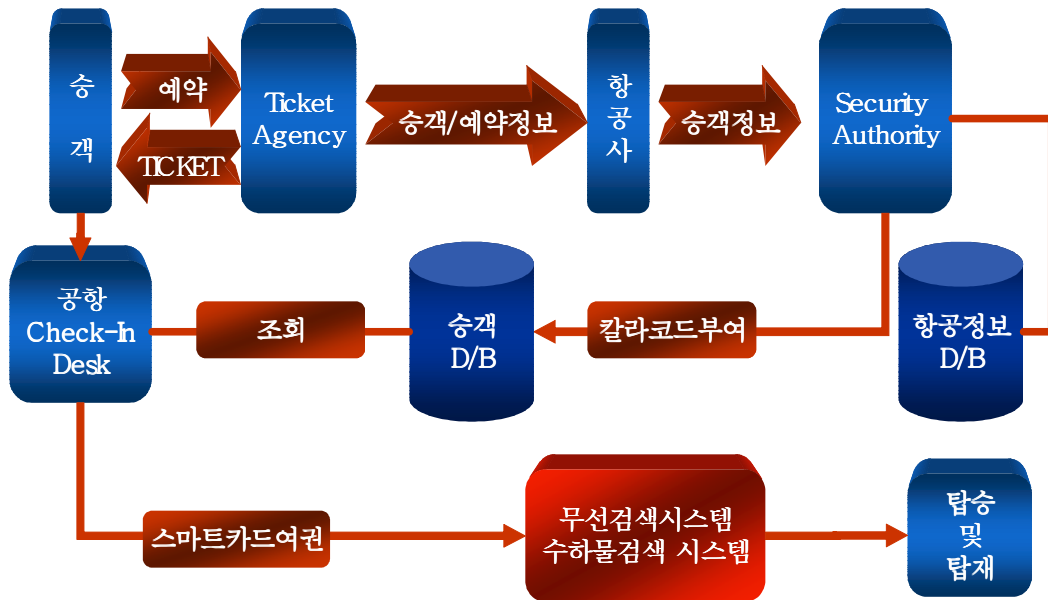 승
객
예약
TICKET
Ticket
Agency
승객/예약정보
항
공
사
승객정보
Security
Authority
공항
Check-In
Desk
조회
승객
D/B
칼라코드부여
항공정보
D/B
스마트카드여권
무선검색시스템
수하물검색 시스템
탑승
및
탑재